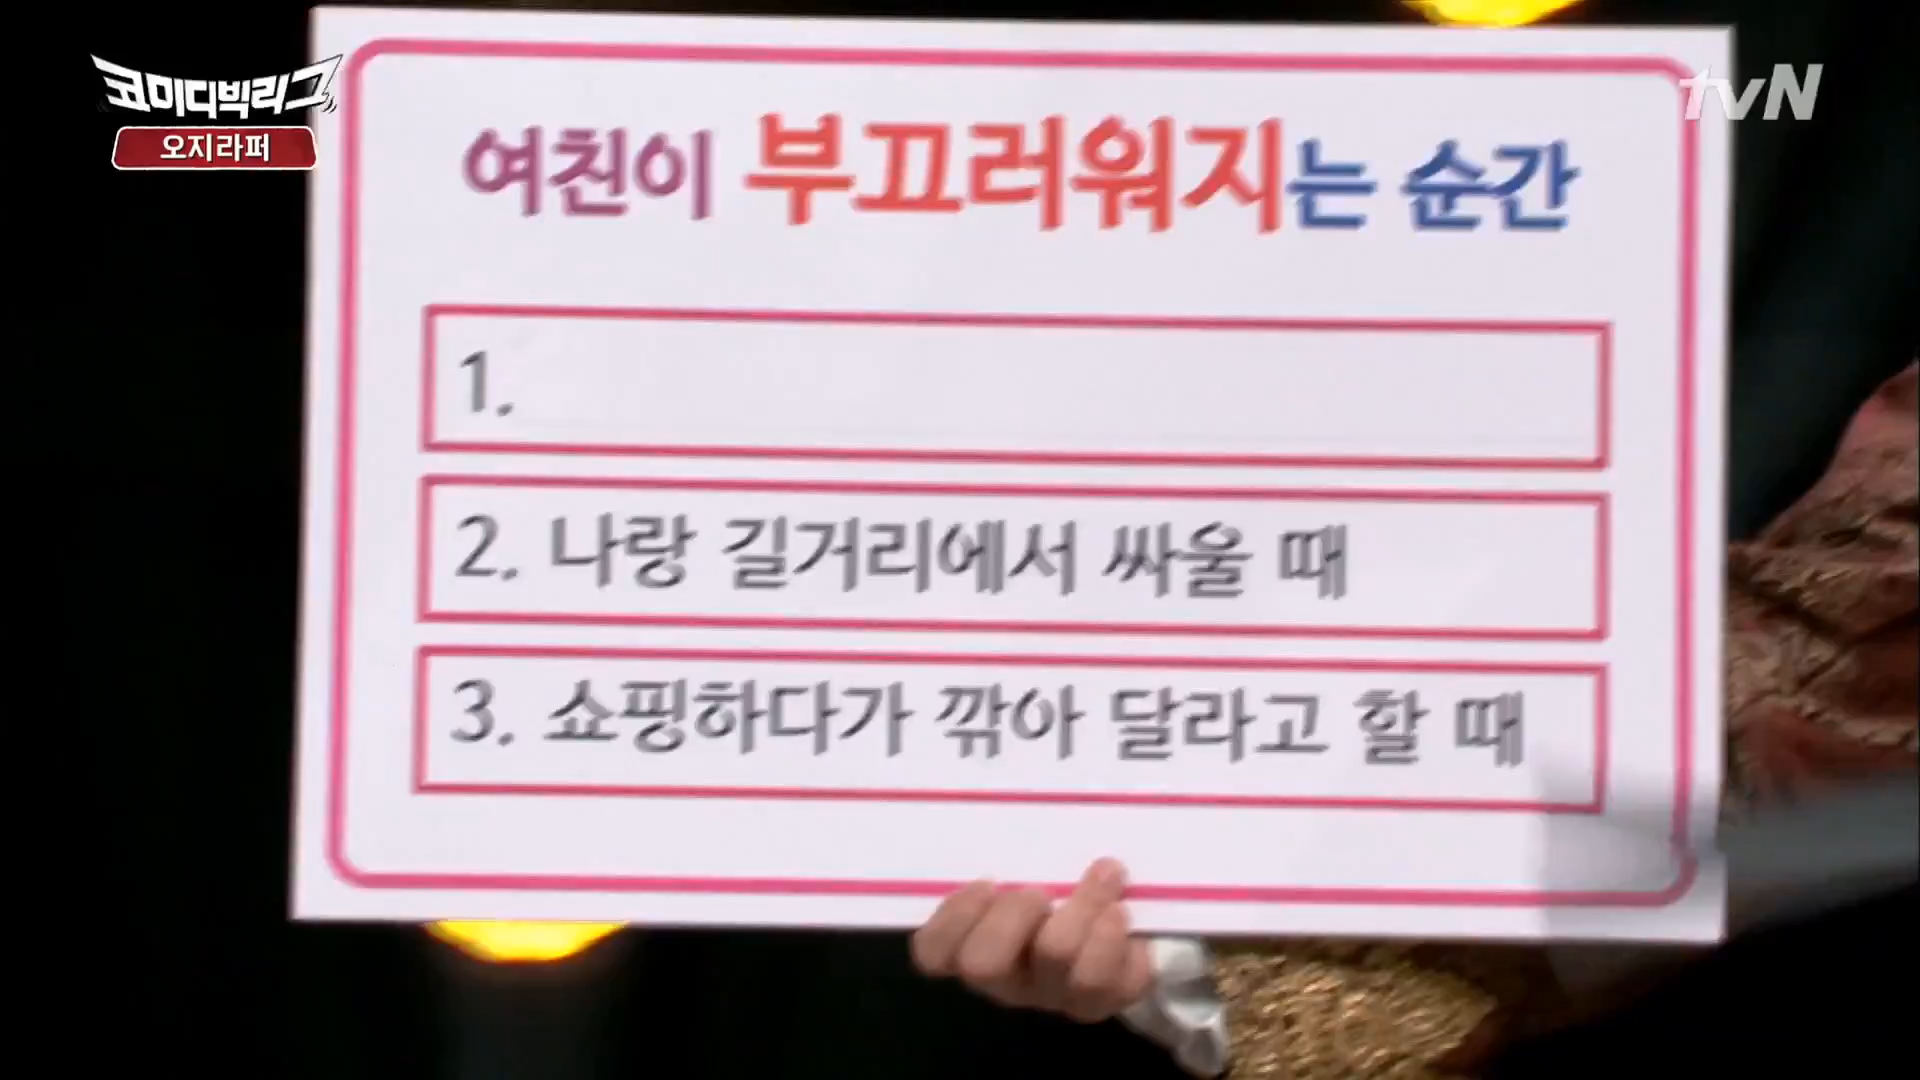 코미디빅리그
오지라퍼
tvN
여친이 부끄러워지는 순간
1.
2. 나랑 길거리에서 싸울 때
3. 쇼핑하다가 깎아 달라고 할 때